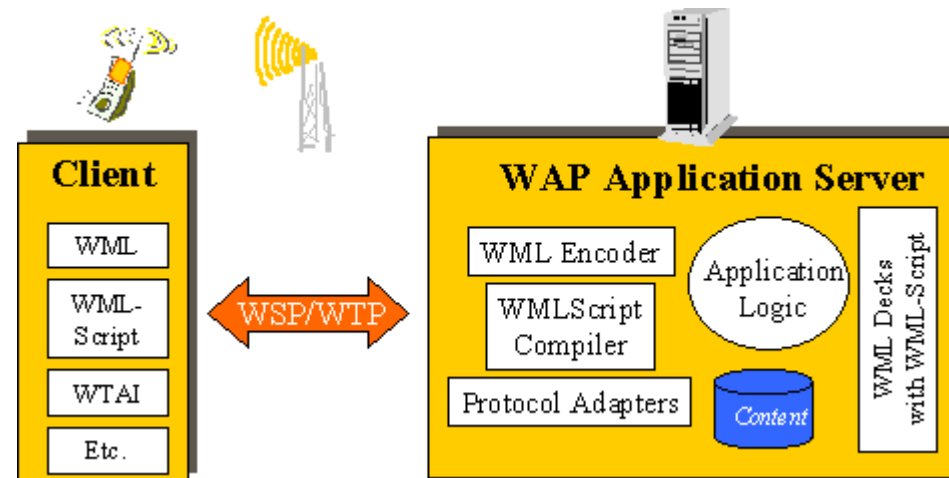 Client
WML
WML-
Script
WTAI
Etc.
WSP/WTP
WAP Application Server
WML Encoder
WMLScript
Compiler
Protocol Adapters
Application
Logic
Content
WML Decks
with WML-Script